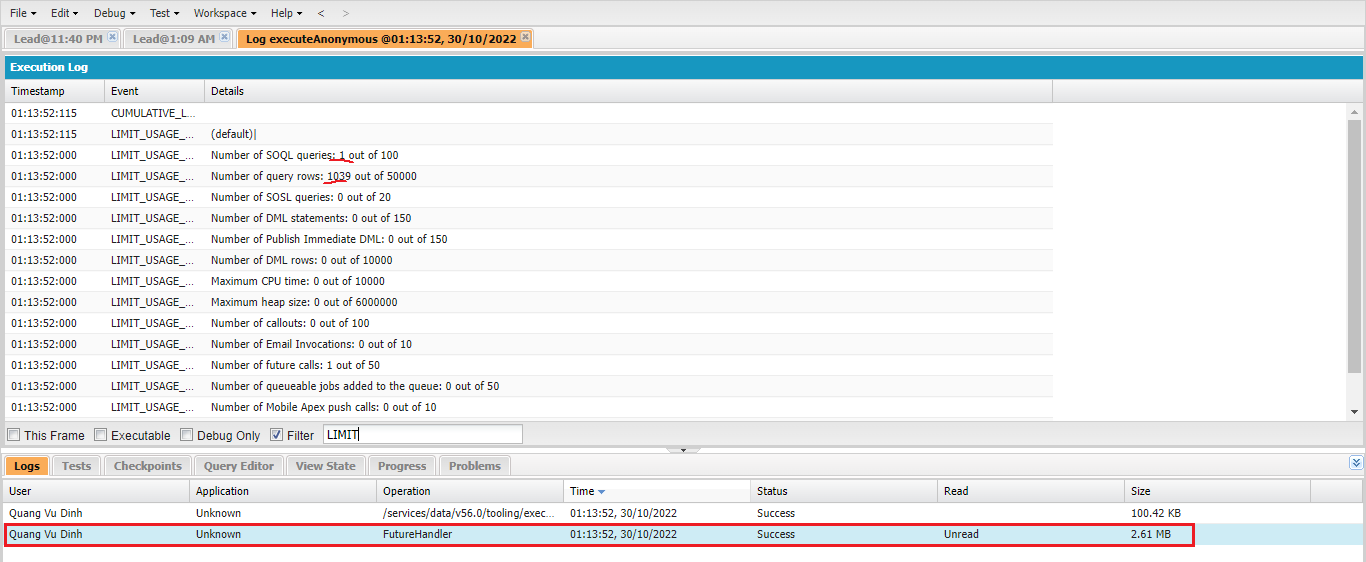 File Edit Debug Test Workspace Help < >
Lead@11:40 PM Lead@1:09 AM Log executeAnonymous @01:13:52, 30/10/2022
Execution Log
Timestamp Event Details
01:13:52:115 CUMULATIVE_L...
01:13:52:115 LIMIT_USAGE_... (default)|
01:13:52:000 LIMIT_USAGE_... Number of SOQL queries: 1 out of 100
01:13:52:000 LIMIT_USAGE_... Number of query rows: 1039 out of 50000
01:13:52:000 LIMIT_USAGE_... Number of SOSL queries: 0 out of 20
01:13:52:000 LIMIT_USAGE_... Number of DML statements: 0 out of 150
01:13:52:000 LIMIT_USAGE_... Number of Publish Immediate DML: 0 out of 150
01:13:52:000 LIMIT_USAGE_... Number of DML rows: 0 out of 10000
01:13:52:000 LIMIT_USAGE_... Maximum CPU time: 0 out of 10000
01:13:52:000 LIMIT_USAGE_... Maximum heap size: 0 out of 6000000
01:13:52:000 LIMIT_USAGE_... Number of callouts: 0 out of 100
01:13:52:000 LIMIT_USAGE_... Number of Email Invocations: 0 out of 10
01:13:52:000 LIMIT_USAGE_... Number of future calls: 1 out of 50
01:13:52:000 LIMIT_USAGE_... Number of queueable jobs added to the queue: 0 out of 50
01:13:52:000 LIMIT_USAGE_... Number of Mobile Apex push calls: 0 out of 10
This Frame Executable Debug Only Filter LIMIT
Logs Tests Checkpoints Query Editor View State Progress Problems
User Application Operation Time Status Read Size
Quang Vu Dinh Unknown /services/data/v56.0/tooling/exec... 01:13:52, 30/10/2022 Success 100.42 KB
Quang Vu Dinh Unknown FutureHandler 01:13:52, 30/10/2022 Success Unread 2.61 MB